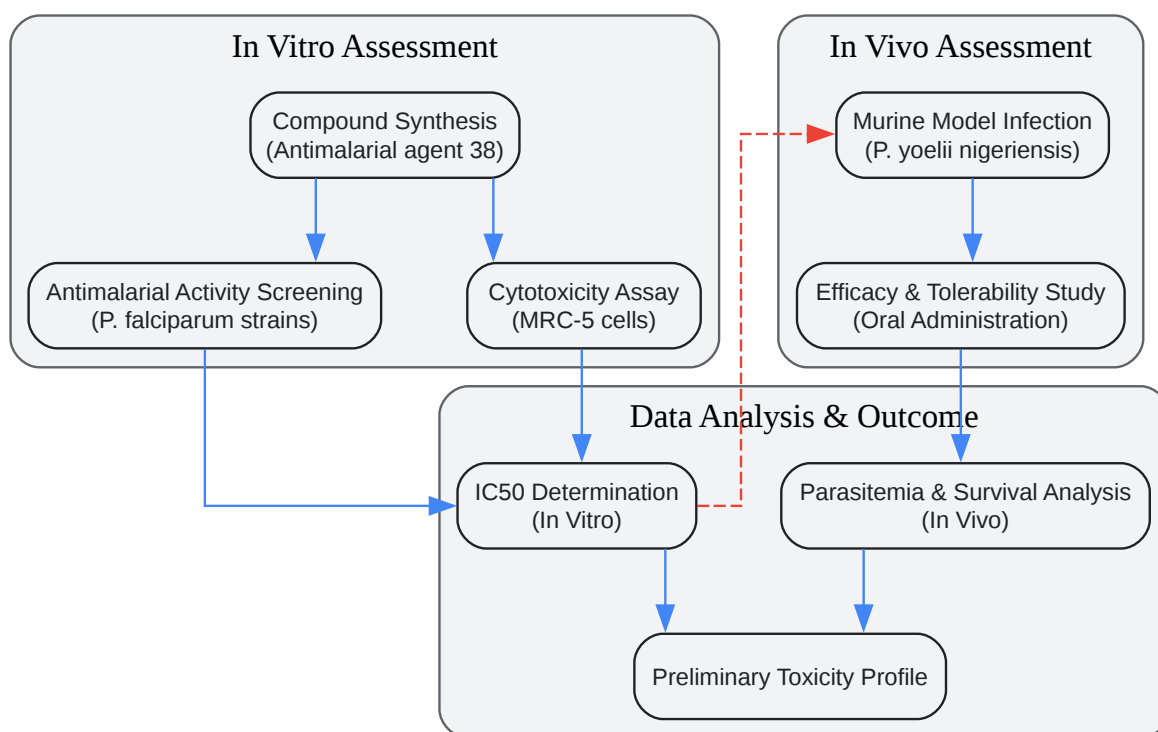 In Vitro Assessment
Compound Synthesis
(Antimalarial agent 38)
Antimalarial Activity Screening
(P. falciparum strains)
Cytotoxicity Assay
(MRC-5 cells)
In Vivo Assessment
Murine Model Infection
(P. yoelii nigeriensis)
Efficacy & Tolerability Study
(Oral Administration)
Data Analysis & Outcome
IC50 Determination
(In Vitro)
Parasitemia & Survival Analysis
(In Vivo)
Preliminary Toxicity Profile